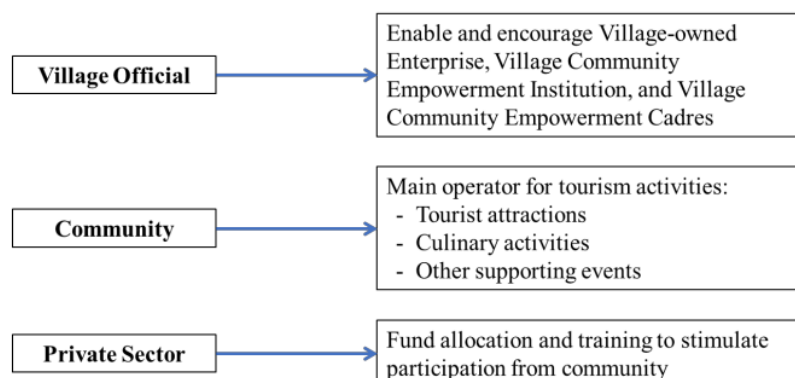 Village Official
Enable and encourage Village-owned
Enterprise, Village Community
Empowerment Institution, and Village
Community Empowerment Cadres
Community
Main operator for tourism activities:
- Tourist attractions
- Culinary activities
- Other supporting events
Private Sector
Fund allocation and training to stimulate
participation from community